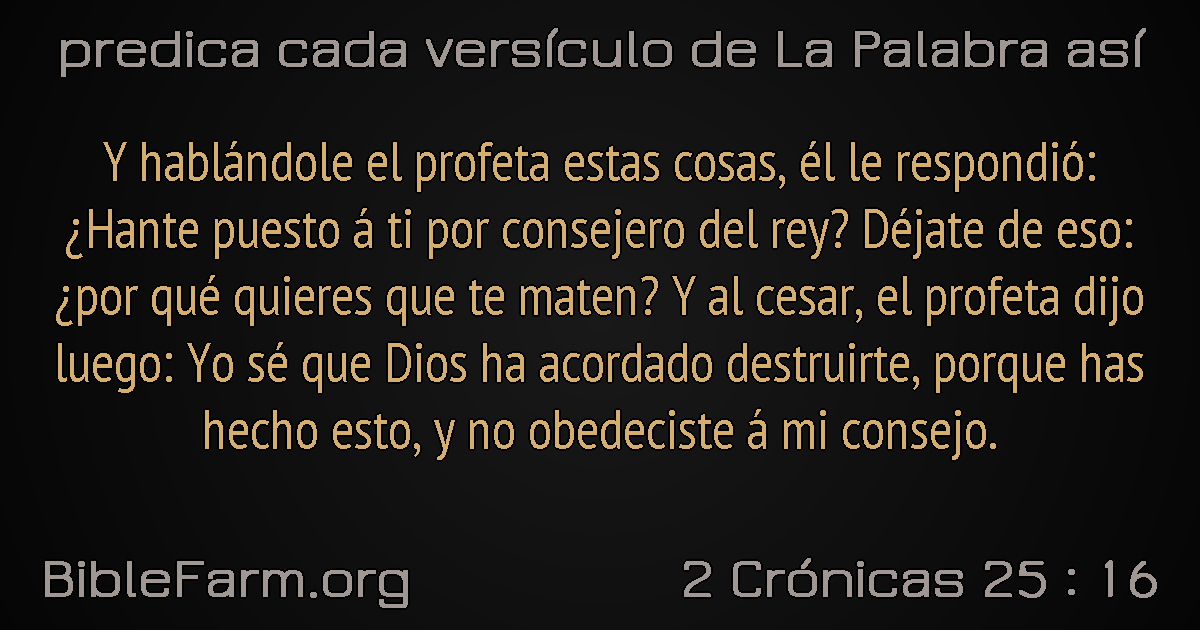 predica cada versículo de La Palabra así
Y hablándole el profeta estas cosas, él le respondió:
¿Hante puesto á ti por consejero del rey? Déjate de eso:
¿por qué quieres que te maten? Y al cesar, el profeta dijo
luego: Yo sé que Dios ha acordado destruirte, porque has
hecho esto, y no obedeciste á mi consejo.
BibleFarm.org
2 Crónicas 25 : 16